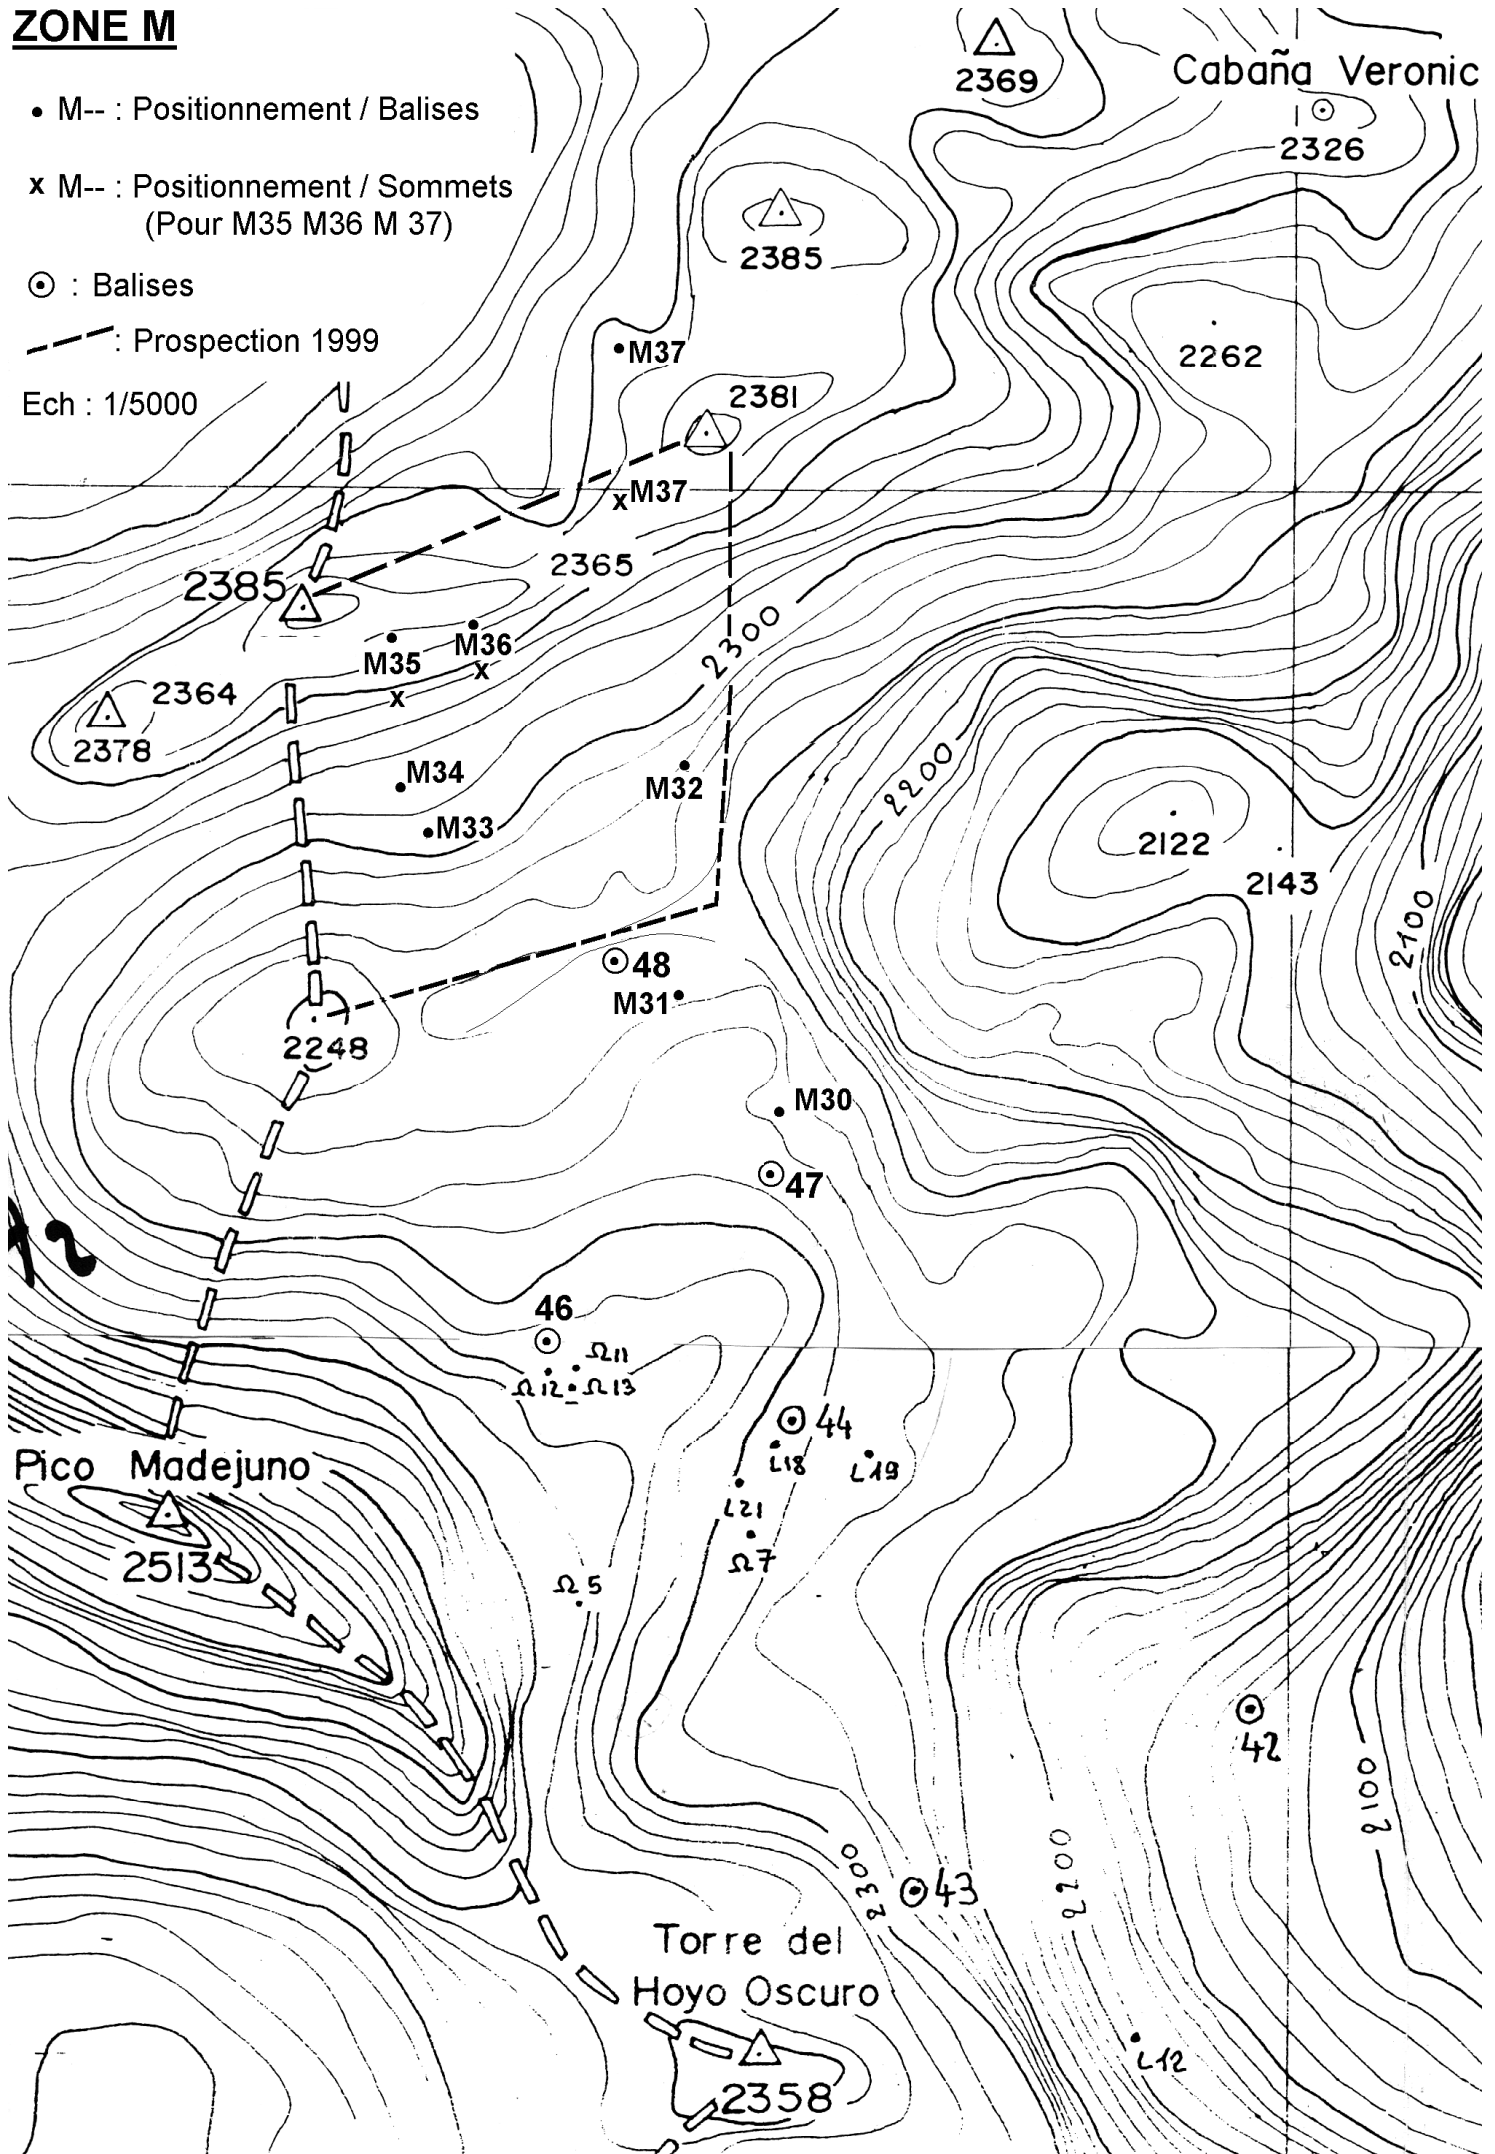 ZONE M
• M-- : Positionnement / Balises
x M-- : Positionnement / Sommets
(Pour M35 M36 M 37)
⊙ : Balises
: Prospection 1999
Ech : 1/5000
2369
Cabaña Veronic
2326
2385
2262
M37
2381
M37
2365
2385
M36
M35
2300
2364
2378
M34
M32
M33
2200
2122
2143
2100
48
M31
2248
M30
47
46
Ω11
Ω12
Ω13
44
L18
L19
L21
Ω7
Pico Madejuno
2513
Ω5
42
2100
2300
2200
43
Torre del
Hoyo Oscuro
L12
2358